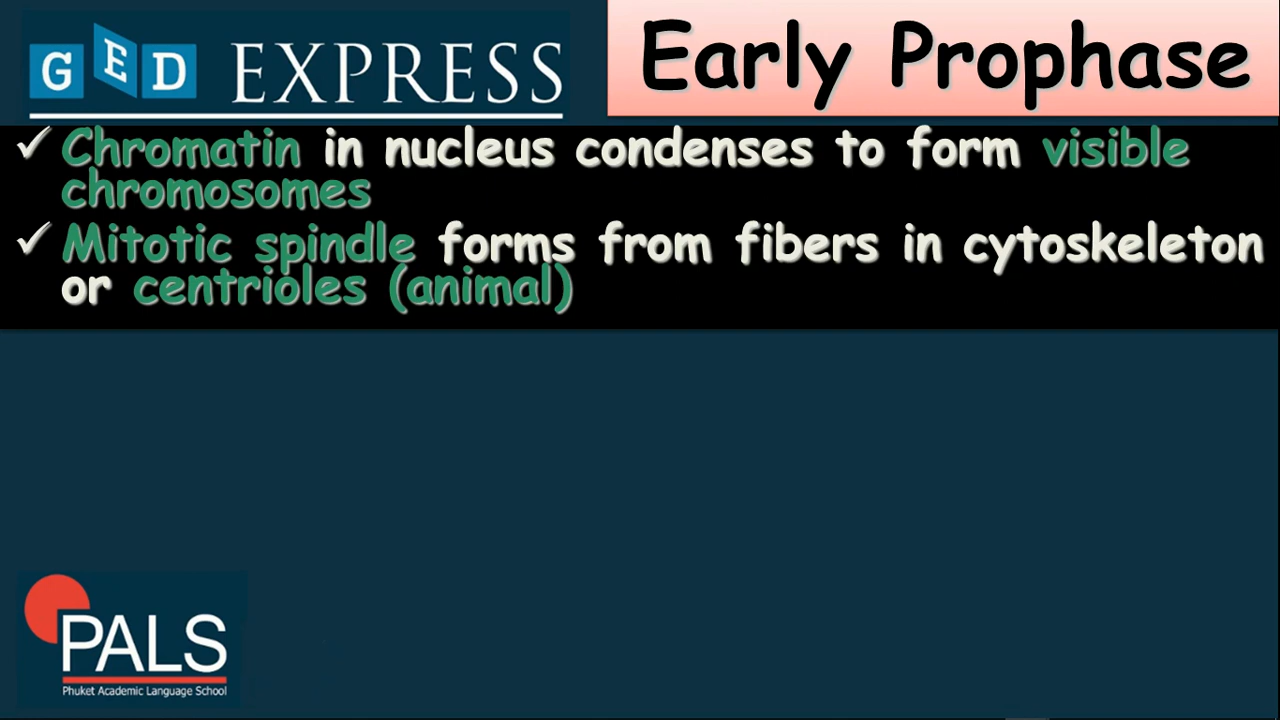 GED EXPRESS
Early Prophase
✓ Chromatin in nucleus condenses to form visible
chromosomes
✓ Mitotic spindle forms from fibers in cytoskeleton
or centrioles (animal)
PALS
Phuket Academic Language School